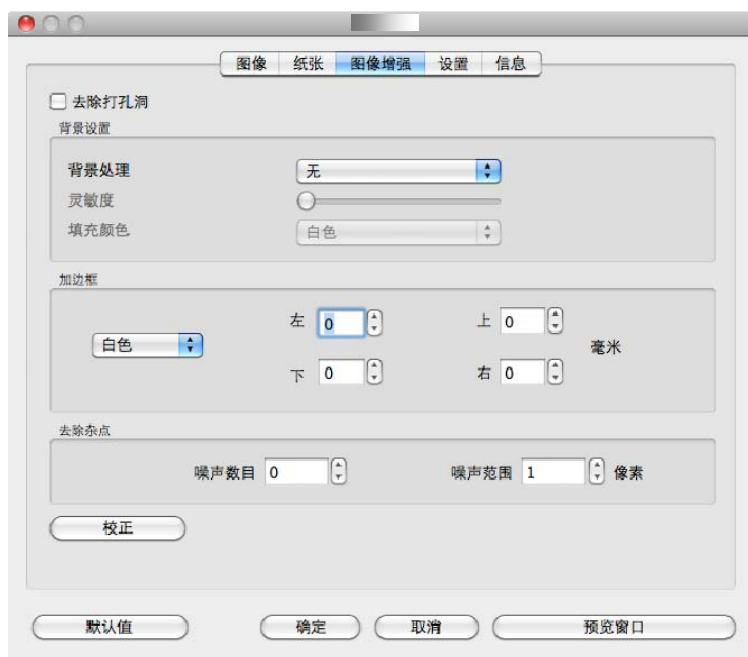 图像 纸张 图像增强 设置 信息
去除打孔洞
背景设置
背景处理 无
灵敏度
填充颜色 白色
加边框
左 0 上 0
白色 毫米
下 0 右 0
去除杂点
噪声数目 0 噪声范围 1 像素
校正
默认值 确定 取消 预览窗口